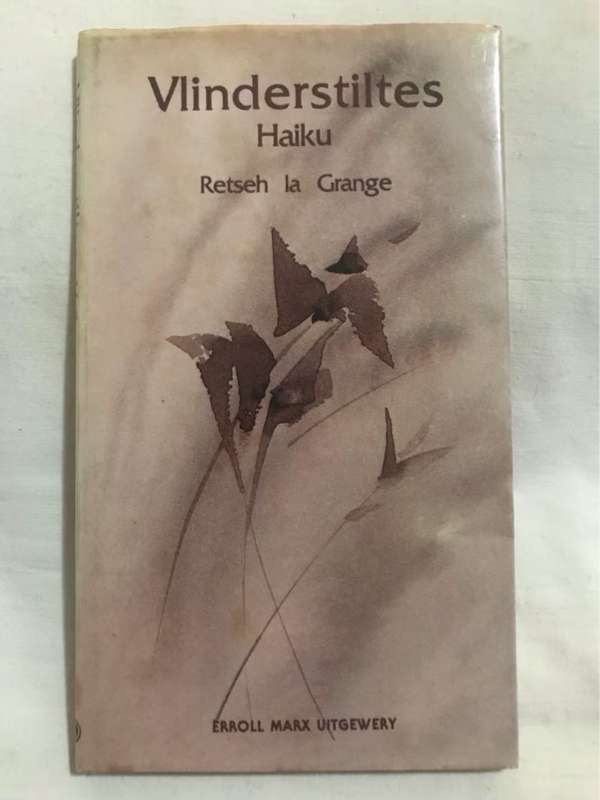 Vlinderstiltes
Haiku
Retseh la Grange
ERROLL MARX UITGEWERY